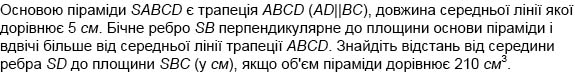 Основою піраміди SABCD є трапеція ABCD (AD||BC), довжина середньої лінії якої
дорівнює 5 см. Бічне ребро SB перпендикулярне до площини основи піраміди і
вдвічі більше від середньої лінії трапеції ABCD. Знайдіть відстань від середини
ребра SD до площини SBC (у см), якщо об'єм піраміди дорівнює 210 см³.